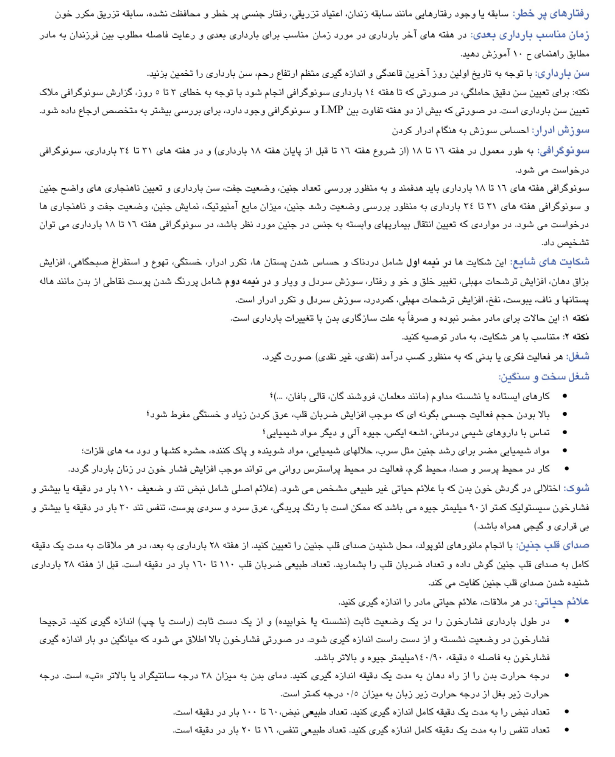 رفتارهای پر خطر: سابقه یا وجود رفتارهایی مانند سابقه زندان، اعتیاد تزریقی، رفتار جنسی پر خطر و محافظت نشده، سابقه تزریق مکرر خون
زمان مناسب بارداری بعدی: در هفته های آخر بارداری در مورد زمان مناسب برای بارداری بعدی و رعایت فاصله مطلوب بین فرزندان به مادر
مطابق راهنمای ح ۱۰ آموزش دهید.
سن بارداری: با توجه به تاریخ اولین روز آخرین قاعدگی و اندازه گیری منظم ارتفاع رحم، سن بارداری را تخمین بزنید.
نکته: برای تعیین سن دقیق حاملگی، در صورتی که تا هفته ۱٤ بارداری سونوگرافی انجام شود با توجه به خطای ۳ تا ۵ روز، گزارش سونوگرافی ملاک
تعیین سن بارداری است. در صورتی که بیش از دو هفته تفاوت بین LMP و سونوگرافی وجود دارد، برای بررسی بیشتر به متخصص ارجاع داده شود.
سوزش ادرار: احساس سوزش به هنگام ادرار کردن
سونوگرافی: به طور معمول در هفته ۱٦ تا ۱۸ (از شروع هفته ۱٦ تا قبل از پایان هفته ۱۸ بارداری) و در هفته های ۳۱ تا ۳٤ بارداری، سونوگرافی
درخواست می شود.
سونوگرافی هفته های ۱٦ تا ۱۸ بارداری باید هدفمند و به منظور بررسی تعداد جنین، وضعیت جفت، سن بارداری و تعیین ناهنجاری های واضح جنین
و سونوگرافی هفته های ۳۱ تا ۳٤ بارداری به منظور بررسی وضعیت رشد جنین، میزان مایع آمنیوتیک، نمایش جنین، وضعیت جفت و ناهنجاری ها
درخواست می شود. در مواردی که تعیین انتقال بیماریهای وابسته به جنس در جنین مورد نظر باشد، در سونوگرافی هفته ۱٦ تا ۱۸ بارداری می توان
تشخیص داد.
شکایت های شایع: این شکایت ها در نیمه اول شامل دردناک و حساس شدن پستان ها، تکرر ادرار، خستگی، تهوع و استفراغ صبحگاهی، افزایش
بزاق دهان، افزایش ترشحات مهبلی، تغییر خلق و خو و رفتار، سوزش سردل و ویار و در نیمه دوم شامل پررنگ شدن پوست نقاطی از بدن مانند هاله
پستانها و ناف، یبوست، نفخ، افزایش ترشحات مهبلی، کمردرد، سوزش سردل و تکرر ادرار است.
نکته ۱: این حالات برای مادر مضر نبوده و صرفاً به علت سازگاری بدن با تغییرات بارداری است.
نکته ۲: متناسب با هر شکایت، به مادر توصیه کنید.
شغل: هر فعالیت فکری یا بدنی که به منظور کسب درآمد (نقدی، غیر نقدی) صورت گیرد.
شغل سخت و سنگین:
• کارهای ایستاده یا نشسته مداوم (مانند معلمان، فروشند گان، قالی بافان، ...)؛
• بالا بودن حجم فعالیت جسمی بگونه ای که موجب افزایش ضربان قلب، عرق کردن زیاد و خستگی مفرط شود؛
• تماس با داروهای شیمی درمانی، اشعه ایکس، جیوه آلی و دیگر مواد شیمیایی؛
• مواد شیمیایی مضر برای رشد جنین مثل سرب، حلالهای شیمیایی، مواد شوینده و پاک کننده، حشره کشها و دود مه های فلزات؛
• کار در محیط پرسر و صدا، محیط گرم، فعالیت در محیط پراسترس روانی می تواند موجب افزایش فشار خون در زنان باردار گردد.
شوک: اختلالی در گردش خون بدن که با علائم حیاتی غیر طبیعی مشخص می شود. (علائم اصلی شامل نبض تند و ضعیف ۱۱۰ بار در دقیقه یا بیشتر و
فشارخون سیستولیک کمتر از۹۰ میلیمتر جیوه می باشد که ممکن است با رنگ پریدگی، عرق سرد و سردی پوست، تنفس تند ۳۰ بار در دقیقه یا بیشتر و
بی قراری و گیجی همراه باشد.)
صدای قلب جنین: با انجام مانورهای لئوپولد، محل شنیدن صدای قلب جنین را تعیین کنید. از هفته ۲۸ بارداری به بعد، در هر ملاقات به مدت یک دقیقه
کامل به صدای قلب جنین گوش داده و تعداد ضربان قلب را بشمارید. تعداد طبیعی ضربان قلب ۱۱۰ تا ۱٦۰ بار در دقیقه است. قبل از هفته ۲۸ بارداری
شنیده شدن صدای قلب جنین کفایت می کند.
علائم حیاتی: در هر ملاقات، علائم حیاتی مادر را اندازه گیری کنید.
• در طول بارداری فشارخون را در یک وضعیت ثابت (نشسته یا خوابیده) و از یک دست ثابت (راست یا چپ) اندازه گیری کنید. ترجیحا
فشارخون در وضعیت نشسته و از دست راست اندازه گیری شود. در صورتی فشارخون بالا اطلاق می شود که میانگین دو بار اندازه گیری
فشارخون به فاصله ۵ دقیقه، ۱٤۰/۹۰میلیمتر جیوه و بالاتر باشد.
• درجه حرارت بدن را از راه دهان به مدت یک دقیقه اندازه گیری کنید. دمای بدن به میزان ۳۸ درجه سانتیگراد یا بالاتر «تب» است. درجه
حرارت زیر بغل از درجه حرارت زیر زبان به میزان ۰/۵ درجه کمتر است.
• تعداد نبض را به مدت یک دقیقه کامل اندازه گیری کنید. تعداد طبیعی نبض،٦۰ تا ۱۰۰ بار در دقیقه است.
• تعداد تنفس را به مدت یک دقیقه کامل اندازه گیری کنید. تعداد طبیعی تنفس، ۱٦ تا ۲۰ بار در دقیقه است.